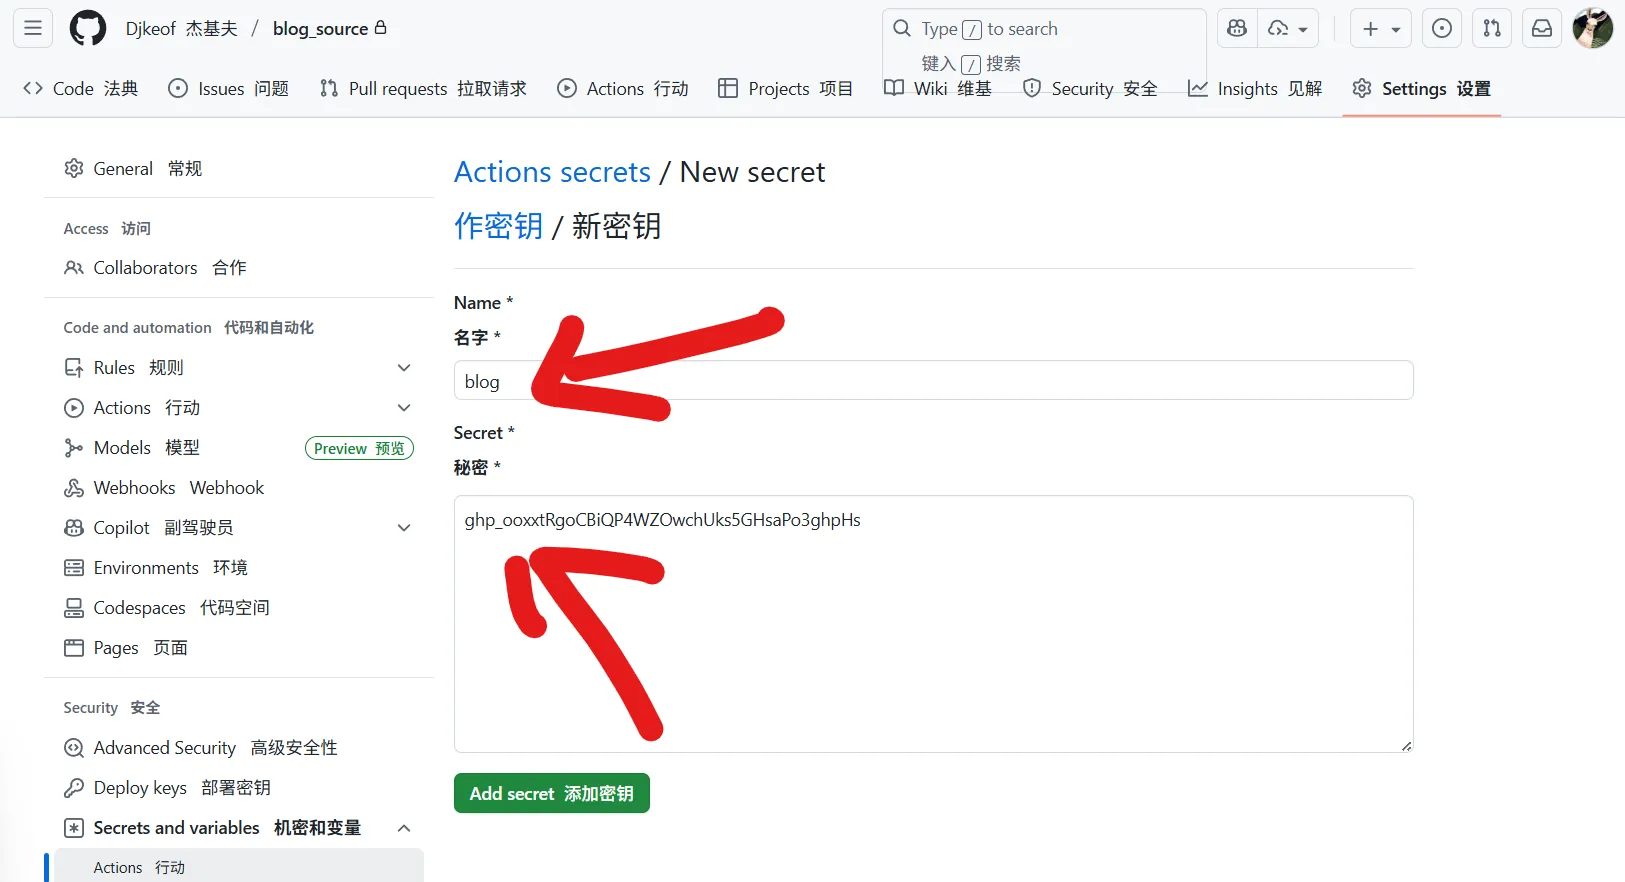 Djkeof 杰基夫 / blog_source
Type / to search
键入 / 搜索
Code 法典
Issues 问题
Pull requests 拉取请求
Actions 行动
Projects 项目
Wiki 维基
Security 安全
Insights 见解
Settings 设置
General 常规
Access 访问
Collaborators 合作
Code and automation 代码和自动化
Rules 规则
Actions 行动
Models 模型
Preview 预览
Webhooks Webhook
Copilot 副驾驶员
Environments 环境
Codespaces 代码空间
Pages 页面
Security 安全
Advanced Security 高级安全性
Deploy keys 部署密钥
Secrets and variables 机密和变量
Actions 行动
Actions secrets / New secret
作密钥 / 新密钥
Name *
名字 *
blog
Secret *
秘密 *
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
Add secret 添加密钥